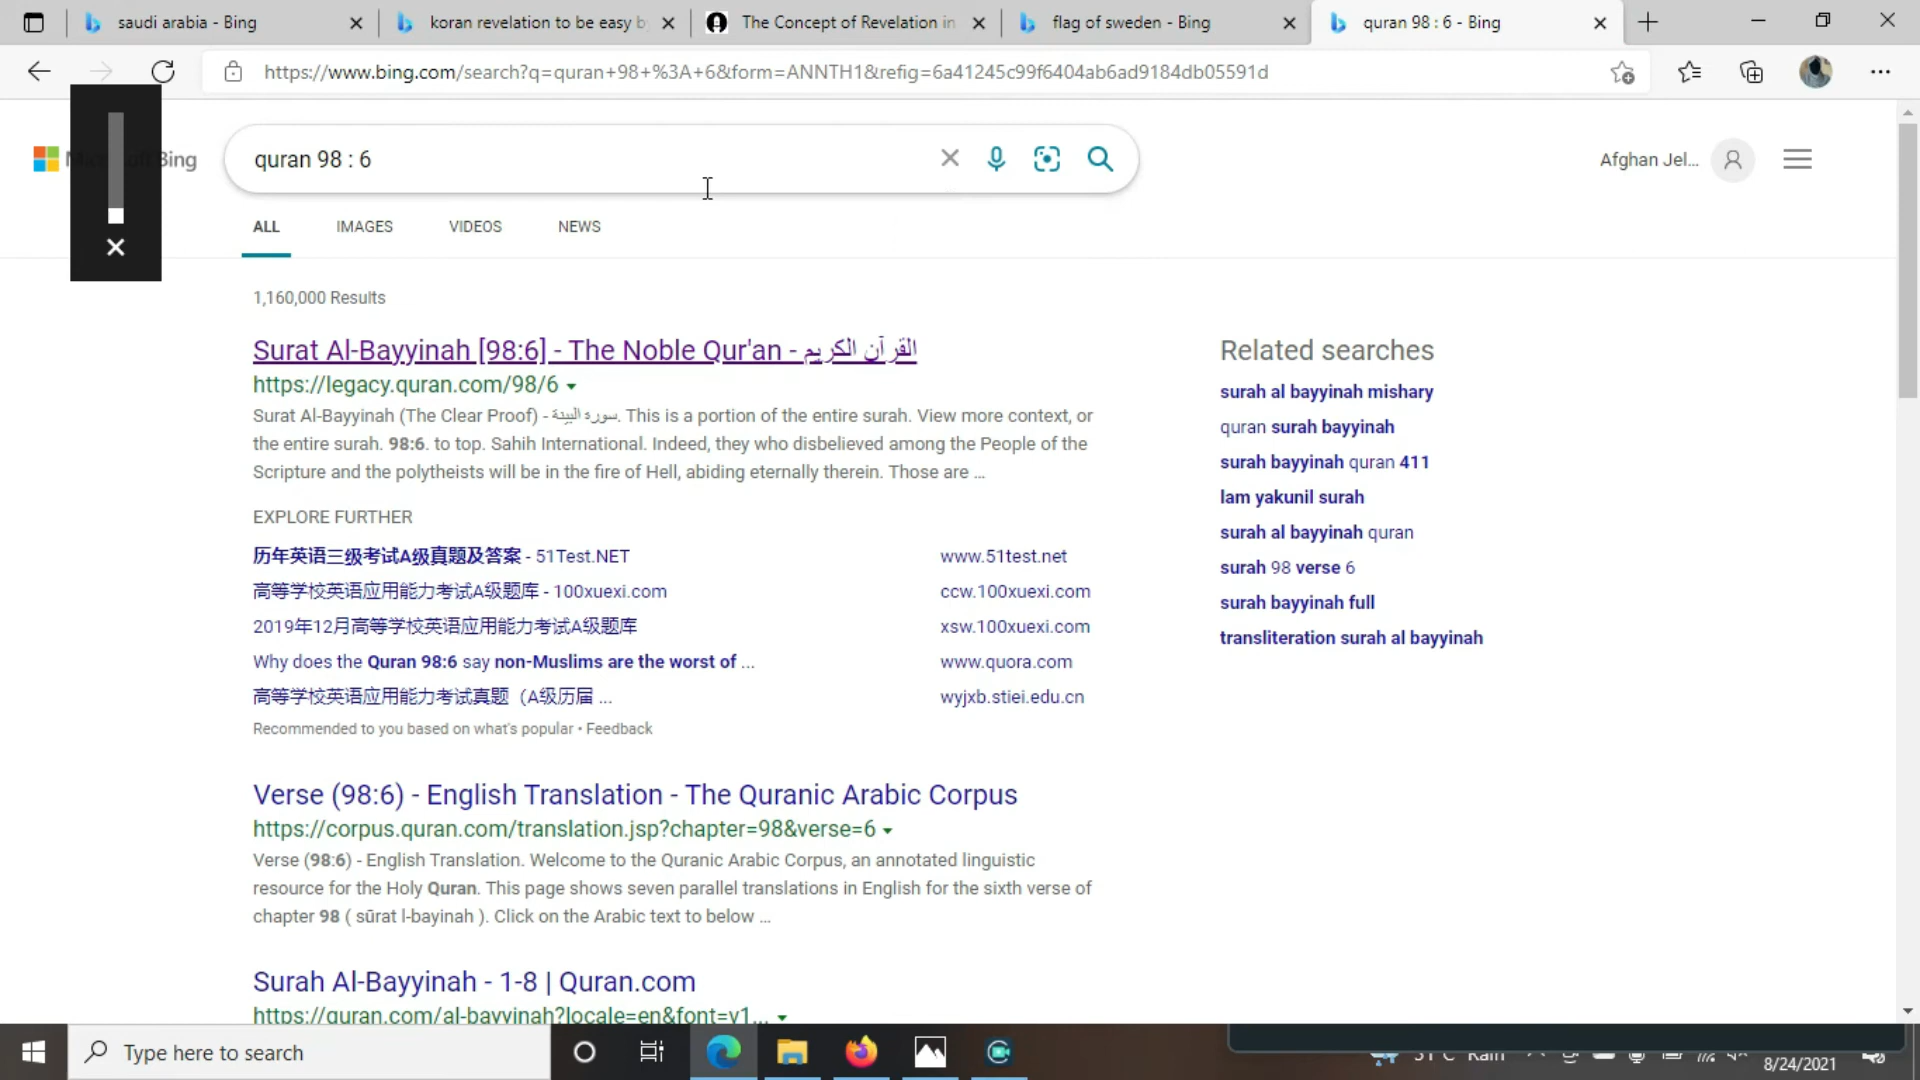 saudi arabia - Bing
koran revelation to be easy b
The Concept of Revelation in
flag of sweden - Bing
quran 98 : 6 - Bing
https://www.bing.com/search?q=quran+98+%3A+6&form=ANNTH1&refig=6a41245c99f6404ab6ad9184db05591d
Bing
quran 98 : 6
Afghan Jel...
ALL
IMAGES
VIDEOS
NEWS
1,160,000 Results
Surat Al-Bayyinah [98:6] - The Noble Qur'an - القرآن الكريم
https://legacy.quran.com/98/6
Surat Al-Bayyinah (The Clear Proof) - سورة البينة. This is a portion of the entire surah. View more context, or
the entire surah. 98:6. to top. Sahih International. Indeed, they who disbelieved among the People of the
Scripture and the polytheists will be in the fire of Hell, abiding eternally therein. Those are ...
EXPLORE FURTHER
历年英语三级考试A级真题及答案 - 51Test.NET www.51test.net
高等学校英语应用能力考试A级题库 - 100xuexi.com ccw.100xuexi.com
2019年12月高等学校英语应用能力考试A级题库 xsw.100xuexi.com
Why does the Quran 98:6 say non-Muslims are the worst of ... www.quora.com
高等学校英语应用能力考试真题（A级历届 ... wyjxb.stiei.edu.cn
Recommended to you based on what's popular • Feedback
Verse (98:6) - English Translation - The Quranic Arabic Corpus
https://corpus.quran.com/translation.jsp?chapter=98&verse=6
Verse (98:6) - English Translation. Welcome to the Quranic Arabic Corpus, an annotated linguistic
resource for the Holy Quran. This page shows seven parallel translations in English for the sixth verse of
chapter 98 ( sūrat l-bayinah ). Click on the Arabic text to below ...
Surah Al-Bayyinah - 1-8 | Quran.com
https://quran.com/al-bayyinah?locale=en&font=v1...
Related searches
surah al bayyinah mishary
quran surah bayyinah
surah bayyinah quran 411
lam yakunil surah
surah al bayyinah quran
surah 98 verse 6
surah bayyinah full
transliteration surah al bayyinah
Type here to search
31°C Rain
8/24/2021